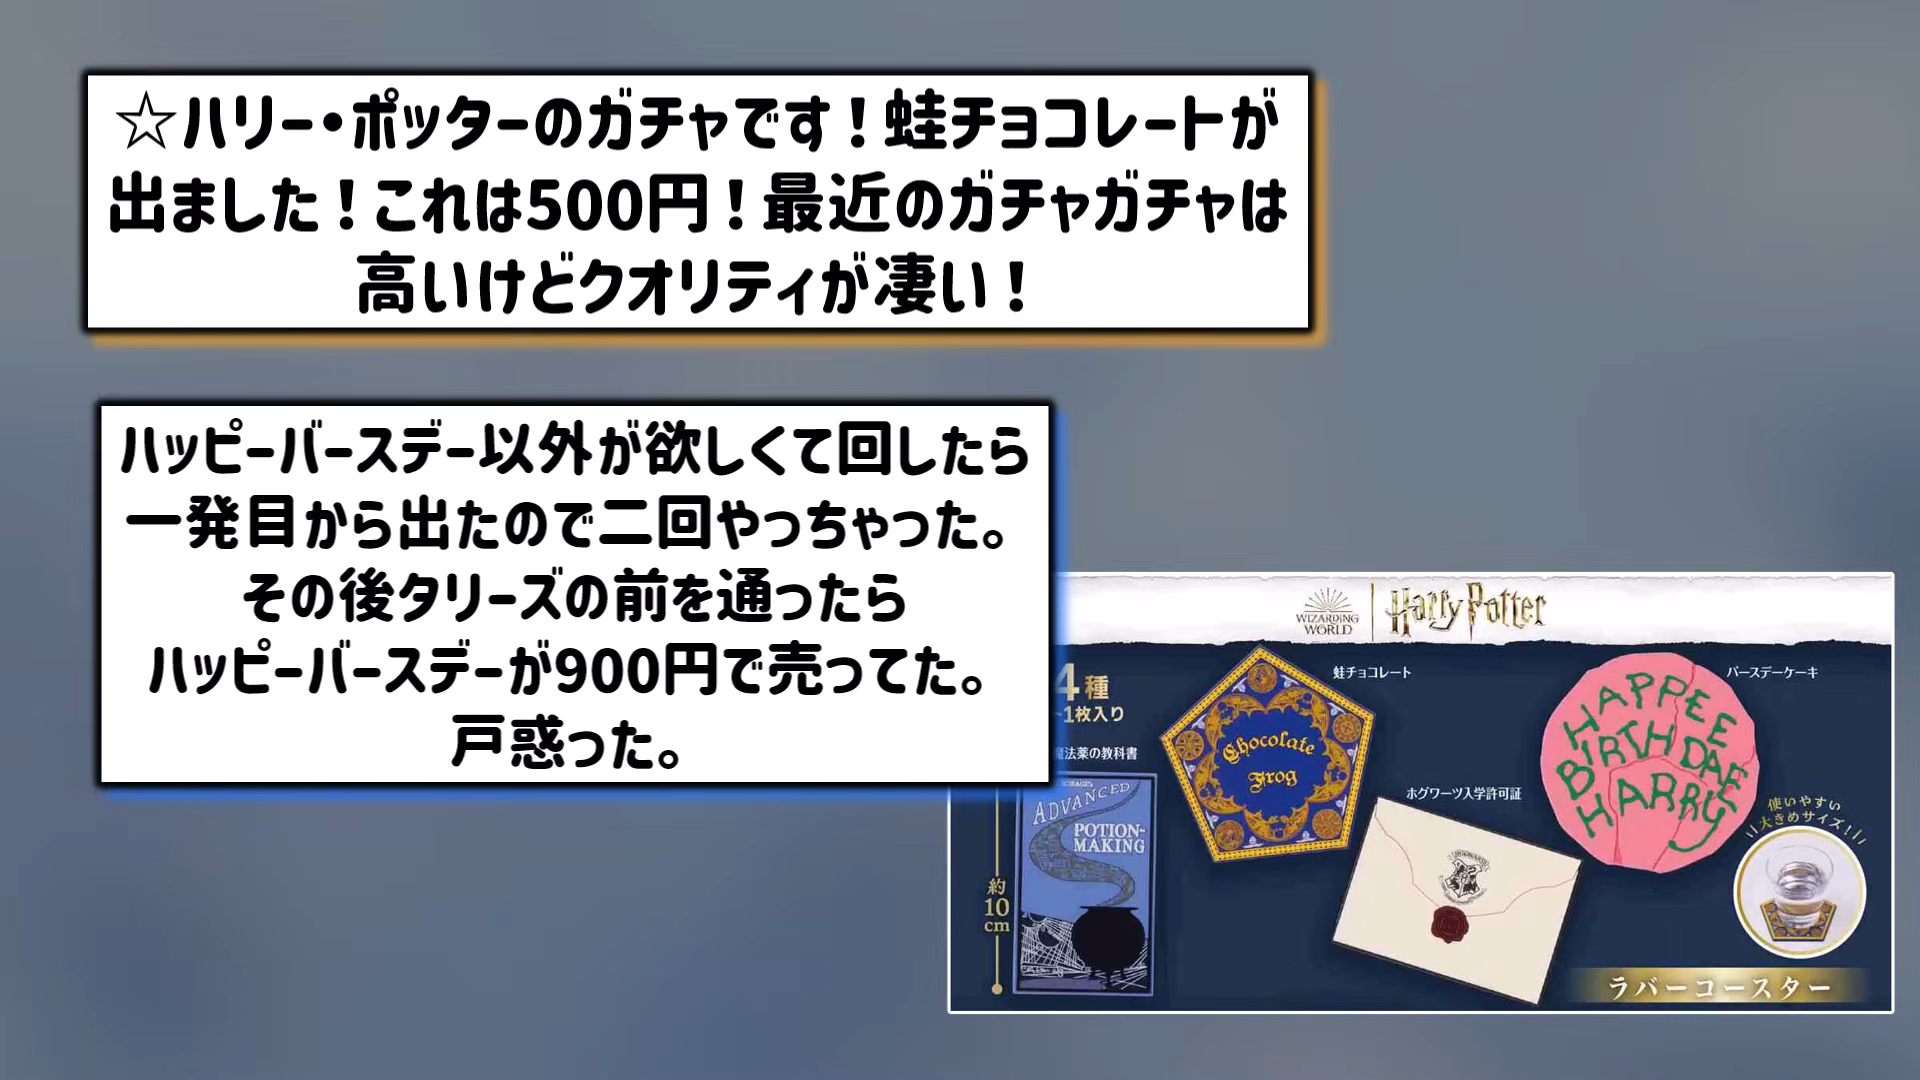 ☆ハリー・ポッターのガチャです！蛙チョコレートが
出ました！これは500円！最近のガチャガチャは
高いけどクオリティが凄い！
ハッピーバースデー以外が欲しくて回したら
一発目から出たので二回やっちゃった。
その後タリーズの前を通ったら
ハッピーバースデーが900円で売ってた。
戸惑った。
WIZARDING
WORLD
Harry Potter
4種
1枚入り
魔法薬の教科書
ADVANCED
POTION-
MAKING
約
10
cm
蛙チョコレート
Chocolate
Frog
ホグワーツ入学許可証
バースデーケーキ
HAPPEE
BIRTHDAE
HARRY
使いやすい
大きめサイズ!
ラバーコースター